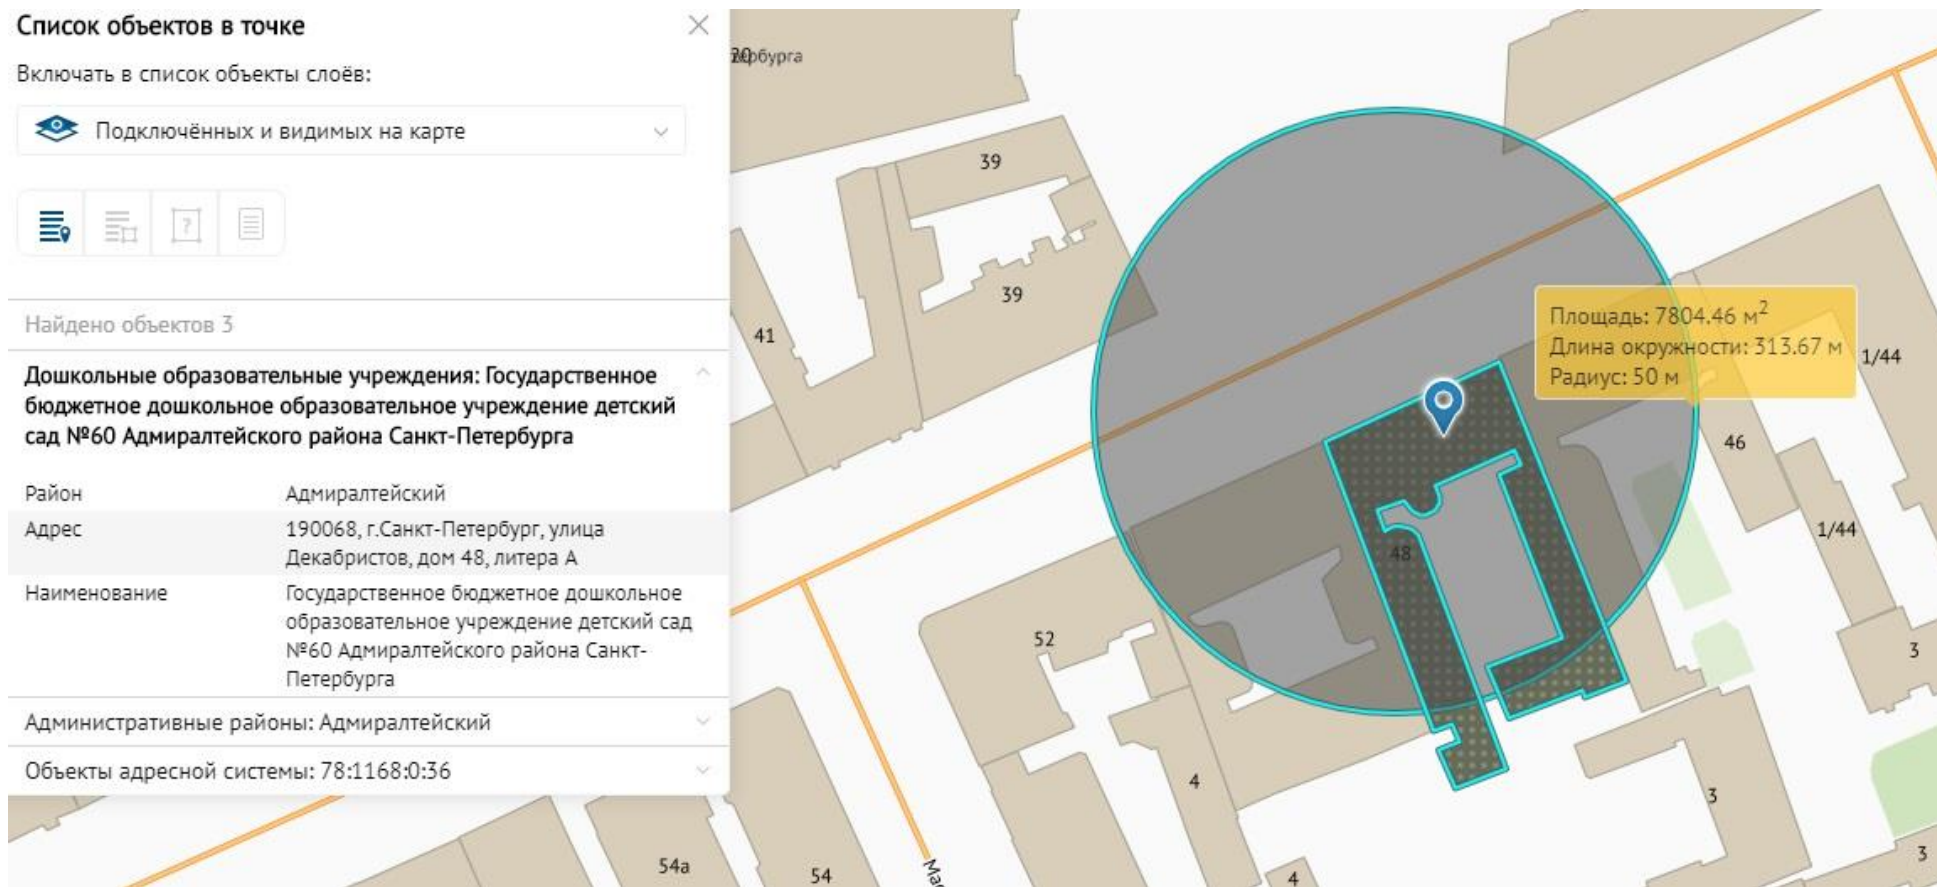 Список объектов в точке
Включать в список объекты слоёв:
Подключённых и видимых на карте
?
Найдено объектов 3
Дошкольные образовательные учреждения: Государственное
бюджетное дошкольное образовательное учреждение детский
сад №60 Адмиралтейского района Санкт-Петербурга
Район Адмиралтейский
Адрес 190068, г.Санкт-Петербург, улица
Декабристов, дом 48, литера А
Наименование Государственное бюджетное дошкольное
образовательное учреждение детский сад
№60 Адмиралтейского района Санкт-
Петербурга
Административные районы: Адмиралтейский
Объекты адресной системы: 78:1168:0:36
39
39
41
Площадь: 7804.46 м2
Длина окружности: 313.67 м
Радиус: 50 м
1/44
46
1/44
48
52
3
4
3
54а
54
4
3